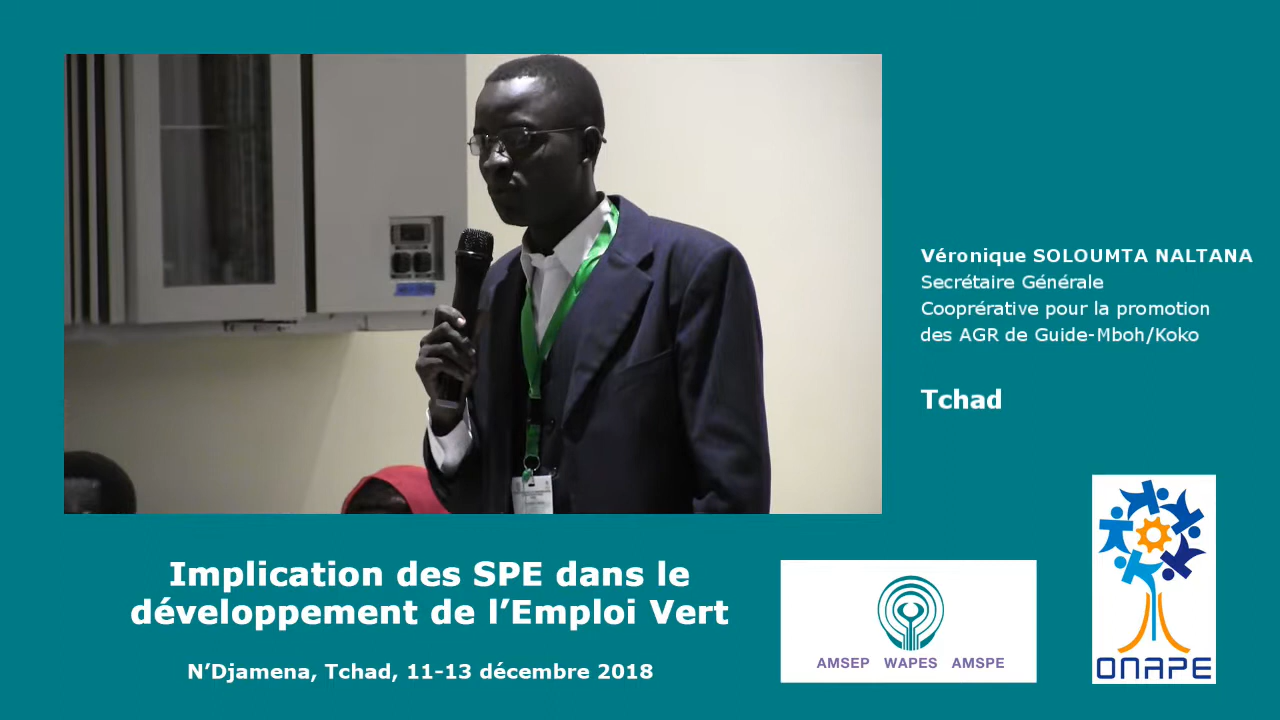 Véronique SOLOUMTA NALTANA
Secrétaire Générale
Cooprérative pour la promotion
des AGR de Guide-Mboh/Koko
Tchad
Implication des SPE dans le
développement de l’Emploi Vert
N’Djamena, Tchad, 11-13 décembre 2018
AMSEP WAPES AMSPE
ONAPE